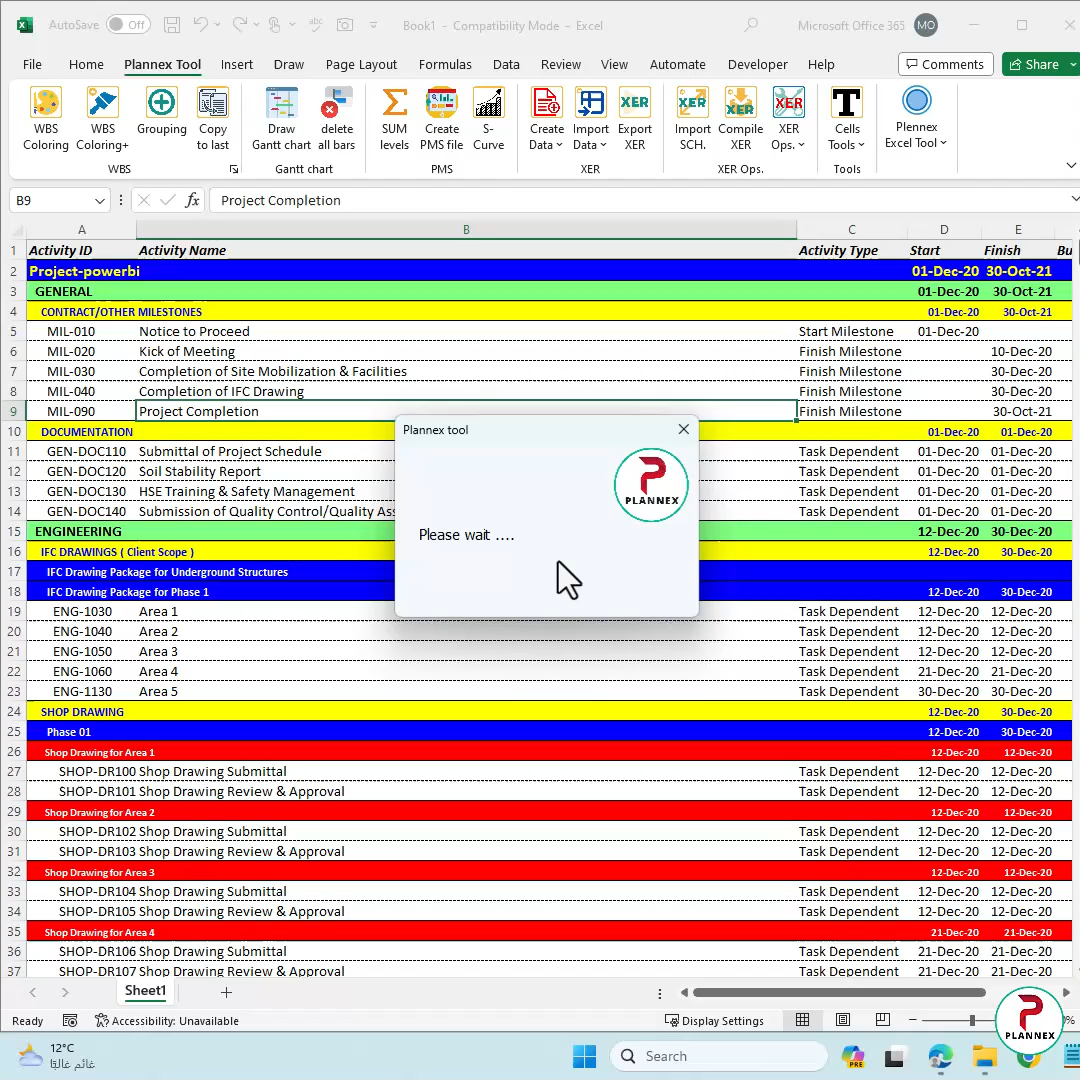 AutoSave Off Book1 - Compatibility Mode - Excel Microsoft Office 365 MO
File Home Plannex Tool Insert Draw Page Layout Formulas Data Review View Automate Developer Help Comments Share
WBS Coloring WBS Coloring+ Grouping Copy to last Draw Gantt chart delete all bars SUM levels Create PMS file S-Curve Create Data Import Data Export XER Import SCH. Compile XER XER Ops. Cells Tools Plannex Excel Tool
WBS Gantt chart PMS XER XER Ops. Tools
B9 fx Project Completion
A B C D E
1 Activity ID Activity Name Activity Type Start Finish Bu
2 Project-powerbi 01-Dec-20 30-Oct-21
3 GENERAL 01-Dec-20 30-Oct-21
4 CONTRACT/OTHER MILESTONES 01-Dec-20 30-Oct-21
5 MIL-010 Notice to Proceed Start Milestone 01-Dec-20
6 MIL-020 Kick of Meeting Finish Milestone 10-Dec-20
7 MIL-030 Completion of Site Mobilization & Facilities Finish Milestone 30-Dec-20
8 MIL-040 Completion of IFC Drawing Finish Milestone 30-Dec-20
9 MIL-090 Project Completion Finish Milestone 30-Oct-21
10 DOCUMENTATION 01-Dec-20 01-Dec-20
11 GEN-DOC110 Submittal of Project Schedule Task Dependent 01-Dec-20 01-Dec-20
12 GEN-DOC120 Soil Stability Report Task Dependent 01-Dec-20 01-Dec-20
13 GEN-DOC130 HSE Training & Safety Management Task Dependent 01-Dec-20 01-Dec-20
14 GEN-DOC140 Submission of Quality Control/Quality Ass Task Dependent 01-Dec-20 01-Dec-20
15 ENGINEERING 12-Dec-20 30-Dec-20
16 IFC DRAWINGS ( Client Scope ) 12-Dec-20 30-Dec-20
17 IFC Drawing Package for Underground Structures
18 IFC Drawing Package for Phase 1 12-Dec-20 30-Dec-20
19 ENG-1030 Area 1 Task Dependent 12-Dec-20 12-Dec-20
20 ENG-1040 Area 2 Task Dependent 12-Dec-20 12-Dec-20
21 ENG-1050 Area 3 Task Dependent 12-Dec-20 12-Dec-20
22 ENG-1060 Area 4 Task Dependent 21-Dec-20 21-Dec-20
23 ENG-1130 Area 5 Task Dependent 30-Dec-20 30-Dec-20
24 SHOP DRAWING 12-Dec-20 30-Dec-20
25 Phase 01 12-Dec-20 30-Dec-20
26 Shop Drawing for Area 1 12-Dec-20 12-Dec-20
27 SHOP-DR100 Shop Drawing Submittal Task Dependent 12-Dec-20 12-Dec-20
28 SHOP-DR101 Shop Drawing Review & Approval Task Dependent 12-Dec-20 12-Dec-20
29 Shop Drawing for Area 2 12-Dec-20 12-Dec-20
30 SHOP-DR102 Shop Drawing Submittal Task Dependent 12-Dec-20 12-Dec-20
31 SHOP-DR103 Shop Drawing Review & Approval Task Dependent 12-Dec-20 12-Dec-20
32 Shop Drawing for Area 3 12-Dec-20 12-Dec-20
33 SHOP-DR104 Shop Drawing Submittal Task Dependent 12-Dec-20 12-Dec-20
34 SHOP-DR105 Shop Drawing Review & Approval Task Dependent 12-Dec-20 12-Dec-20
35 Shop Drawing for Area 4 21-Dec-20 21-Dec-20
36 SHOP-DR106 Shop Drawing Submittal Task Dependent 21-Dec-20 21-Dec-20
37 SHOP-DR107 Shop Drawing Review & Approval Task Dependent 21-Dec-20 21-Dec-20
Plannex tool
PLANNEX
Please wait ....
Sheet1
Ready Accessibility: Unavailable Display Settings %
PLANNEX
12°C
غائم غالبًا
Search PRE